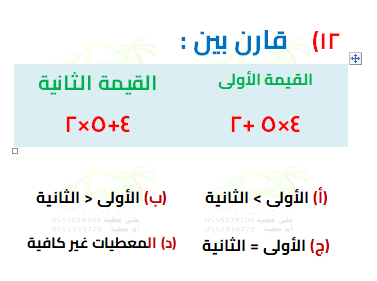 ١٢) قارن بين :
القيمة الأولى القيمة الثانية
٤×٥ +٢ ٤+٥×٢
(أ) الأولى > الثانية (ب) الأولى < الثانية
(ج) الأولى = الثانية (د) المعطيات غير كافية